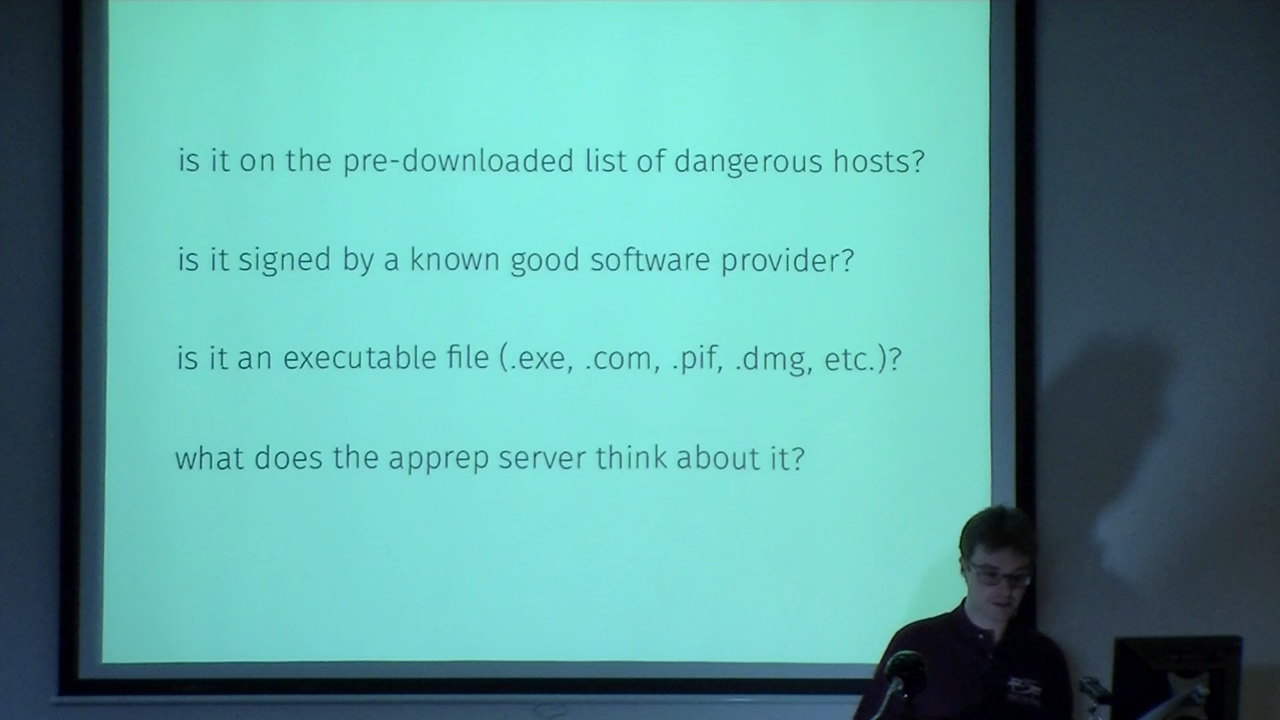 is it on the pre-downloaded list of dangerous hosts?
is it signed by a known good software provider?
is it an executable file (.exe, .com, .pif, .dmg, etc.)?
what does the apprep server think about it?